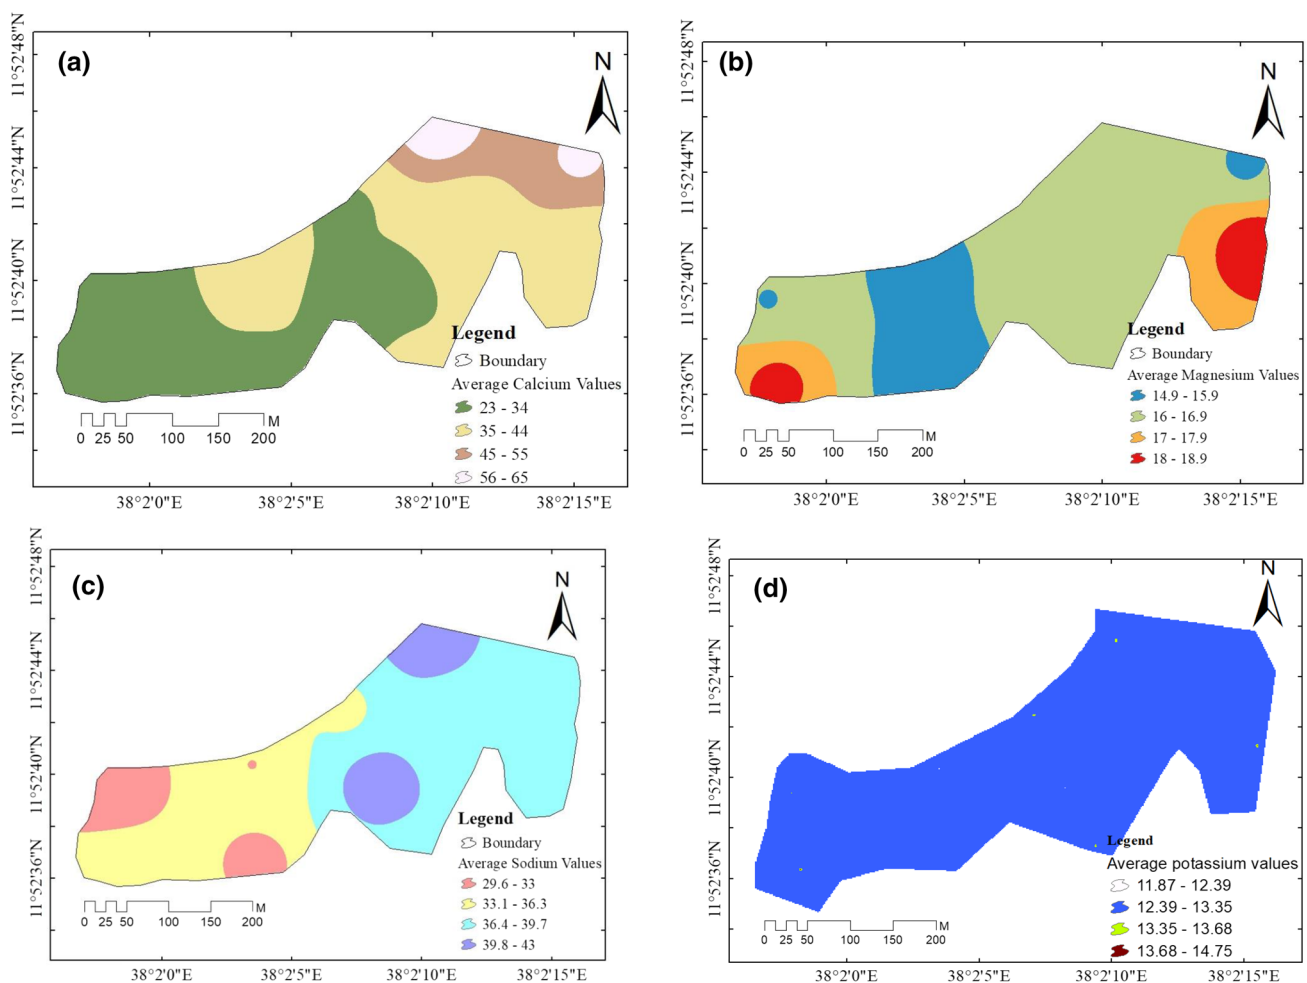 (a)
N
11°52'48"N
11°52'44"N
11°52'40"N
11°52'36"N
Legend
Boundary
Average Calcium Values
23 - 34
35 - 44
45 - 55
56 - 65
0 25 50 100 150 200 M
38°2'0"E 38°2'5"E 38°2'10"E 38°2'15"E
(b)
N
11°52'48"N
11°52'44"N
11°52'40"N
11°52'36"N
Legend
Boundary
Average Magnesium Values
14.9 - 15.9
16 - 16.9
17 - 17.9
18 - 18.9
0 25 50 100 150 200 M
38°2'0"E 38°2'5"E 38°2'10"E 38°2'15"E
(c)
N
11°52'48"N
11°52'44"N
11°52'40"N
11°52'36"N
Legend
Boundary
Average Sodium Values
29.6 - 33
33.1 - 36.3
36.4 - 39.7
39.8 - 43
0 25 50 100 150 200 M
38°2'0"E 38°2'5"E 38°2'10"E 38°2'15"E
(d)
N
11°52'48"N
11°52'44"N
11°52'40"N
11°52'36"N
Legend
Average potassium values
11.87 - 12.39
12.39 - 13.35
13.35 - 13.68
13.68 - 14.75
0 25 50 100 150 200 M
38°2'0"E 38°2'5"E 38°2'10"E 38°2'15"E